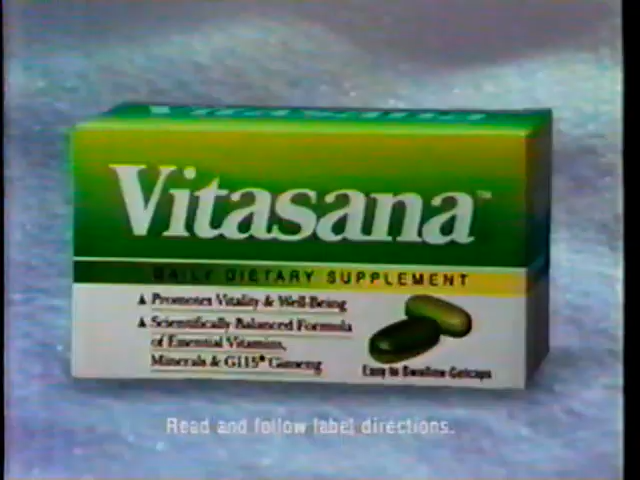 Vitasana™
DAILY DIETARY SUPPLEMENT
▲ Promotes Vitality & Well-Being
▲ Scientifically Balanced Formula
of Essential Vitamins,
Minerals & G115® Ginseng
Easy to Swallow Gelcaps
Read and follow label directions.